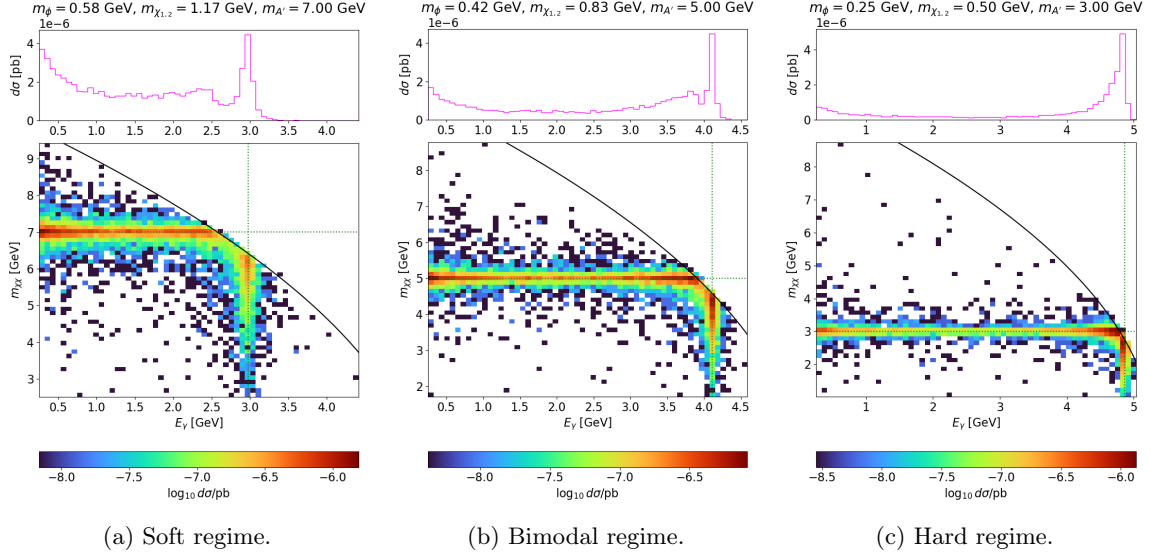 m_ϕ = 0.58 GeV, m_χ₁,₂ = 1.17 GeV, m_A′ = 7.00 GeV
1e−6
dσ [pb]
4
2
0
0.5 1.0 1.5 2.0 2.5 3.0 3.5 4.0
m_χχ [GeV]
9
8
7
6
5
4
3
0.5 1.0 1.5 2.0 2.5 3.0 3.5 4.0
E_γ [GeV]
−8.0 −7.5 −7.0 −6.5 −6.0
log₁₀ dσ/pb
(a) Soft regime.
m_ϕ = 0.42 GeV, m_χ₁,₂ = 0.83 GeV, m_A′ = 5.00 GeV
1e−6
dσ [pb]
4
2
0
0.5 1.0 1.5 2.0 2.5 3.0 3.5 4.0 4.5
m_χχ [GeV]
8
7
6
5
4
3
2
0.5 1.0 1.5 2.0 2.5 3.0 3.5 4.0 4.5
E_γ [GeV]
−8.0 −7.5 −7.0 −6.5
log₁₀ dσ/pb
(b) Bimodal regime.
m_ϕ = 0.25 GeV, m_χ₁,₂ = 0.50 GeV, m_A′ = 3.00 GeV
1e−6
dσ [pb]
4
2
0
1 2 3 4 5
m_χχ [GeV]
8
7
6
5
4
3
2
1 2 3 4 5
E_γ [GeV]
−8.5 −8.0 −7.5 −7.0 −6.5 −6.0
log₁₀ dσ/pb
(c) Hard regime.